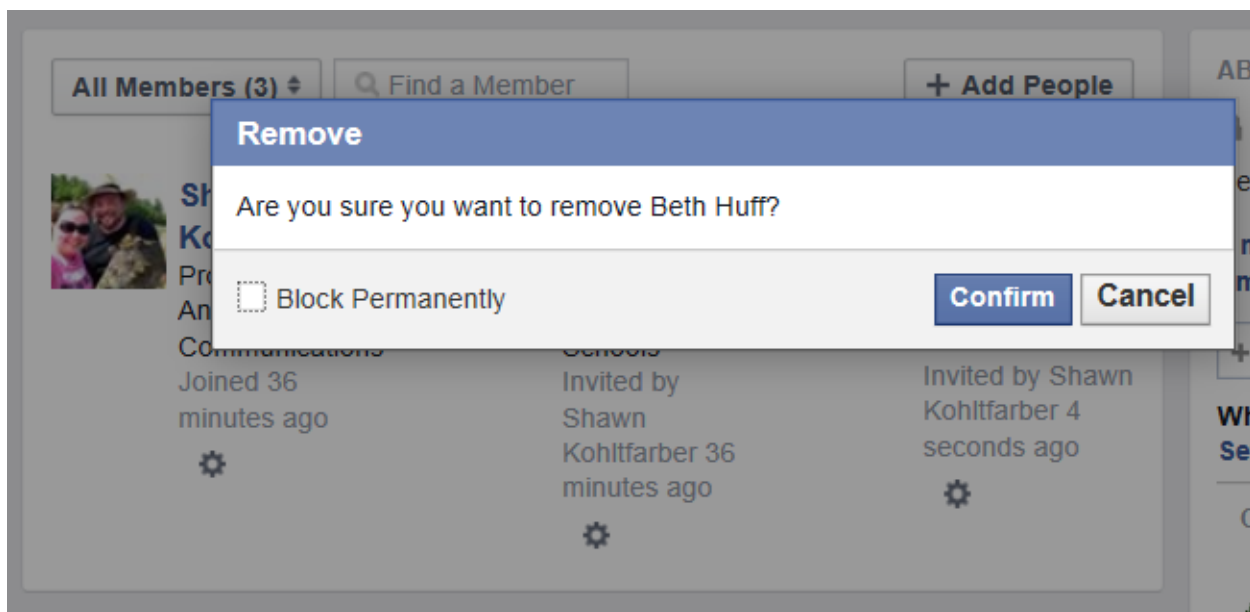 All Members (3)
Find a Member
+ Add People
Remove
Are you sure you want to remove Beth Huff?
Block Permanently
Confirm
Cancel
Joined 36
minutes ago
Invited by
Shawn
Kohltfarber 36
minutes ago
Invited by Shawn
Kohltfarber 4
seconds ago